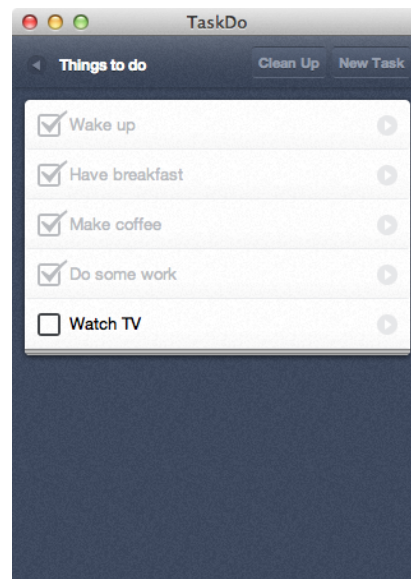 TaskDo
Things to do Clean Up New Task
Wake up
Have breakfast
Make coffee
Do some work
Watch TV